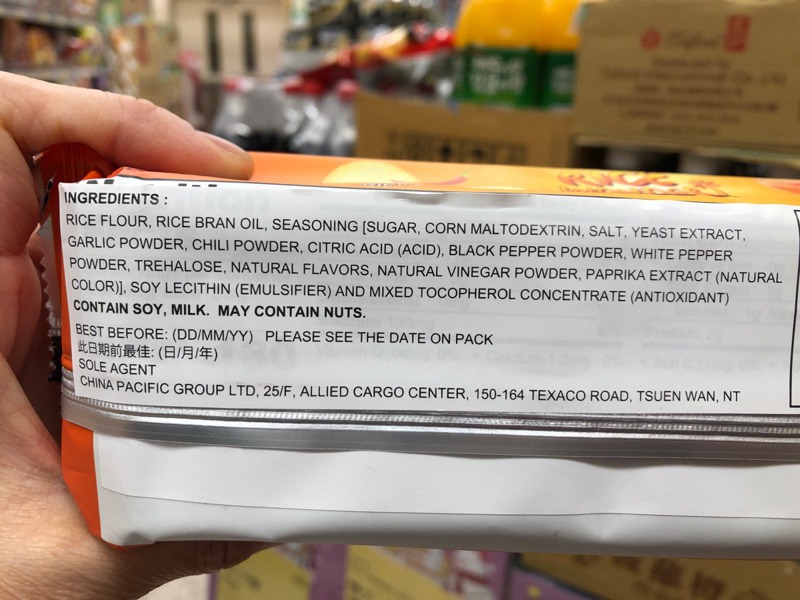 INGREDIENTS :
RICE FLOUR, RICE BRAN OIL, SEASONING [SUGAR, CORN MALTODEXTRIN, SALT, YEAST EXTRACT,
GARLIC POWDER, CHILI POWDER, CITRIC ACID (ACID), BLACK PEPPER POWDER, WHITE PEPPER
POWDER, TREHALOSE, NATURAL FLAVORS, NATURAL VINEGAR POWDER, PAPRIKA EXTRACT (NATURAL
COLOR)], SOY LECITHIN (EMULSIFIER) AND MIXED TOCOPHEROL CONCENTRATE (ANTIOXIDANT)
CONTAIN SOY, MILK. MAY CONTAIN NUTS.
BEST BEFORE: (DD/MM/YY) PLEASE SEE THE DATE ON PACK
此日期前最佳: (日/月/年)
SOLE AGENT
CHINA PACIFIC GROUP LTD, 25/F, ALLIED CARGO CENTER, 150-164 TEXACO ROAD, TSUEN WAN, NT